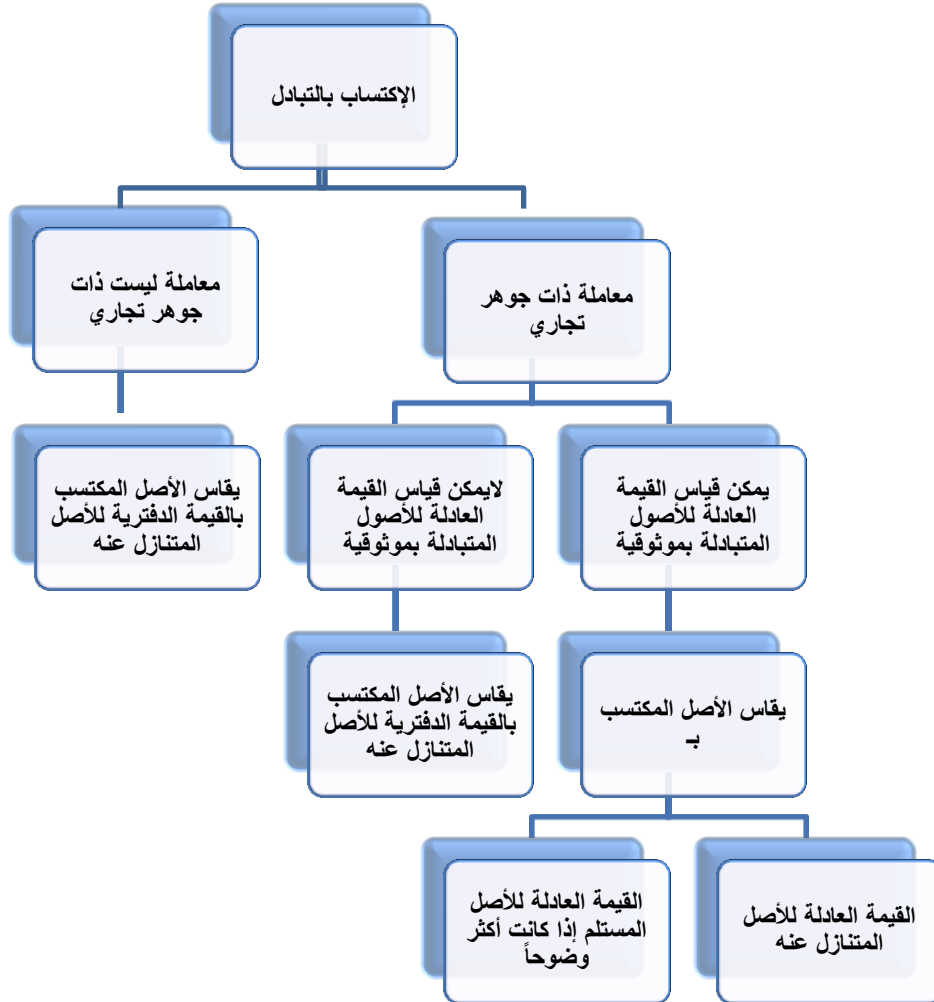 الإكتساب بالتبادل
معاملة ذات جوهر
تجاري
معاملة ليست ذات
جوهر تجاري
يمكن قياس القيمة
العادلة للأصول
المتبادلة بموثوقية
لايمكن قياس القيمة
العادلة للأصول
المتبادلة بموثوقية
يقاس الأصل المكتسب
بالقيمة الدفترية للأصل
المتنازل عنه
يقاس الأصل المكتسب
بـ
يقاس الأصل المكتسب
بالقيمة الدفترية للأصل
المتنازل عنه
القيمة العادلة للأصل
المتنازل عنه
القيمة العادلة للأصل
المستلم إذا كانت أكثر
وضوحاً